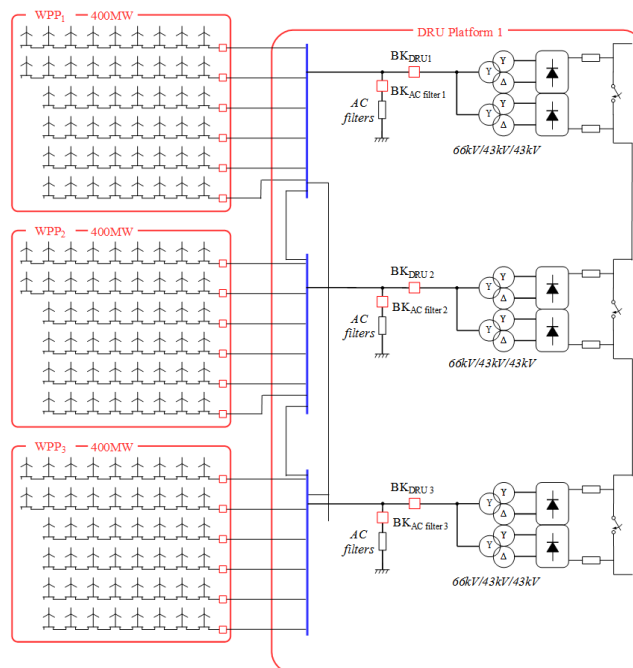 WPP1 400MW
DRU Platform 1
BKDRU1
BKAC filter 1
AC
filters
Y
Y
Δ
Y
Y
Δ
66kV/43kV/43kV
WPP2 400MW
BKDRU 2
BKAC filter 2
AC
filters
Y
Y
Δ
Y
Y
Δ
66kV/43kV/43kV
WPP3 400MW
BKDRU 3
BKAC filter 3
AC
filters
Y
Y
Δ
Y
Y
Δ
66kV/43kV/43kV